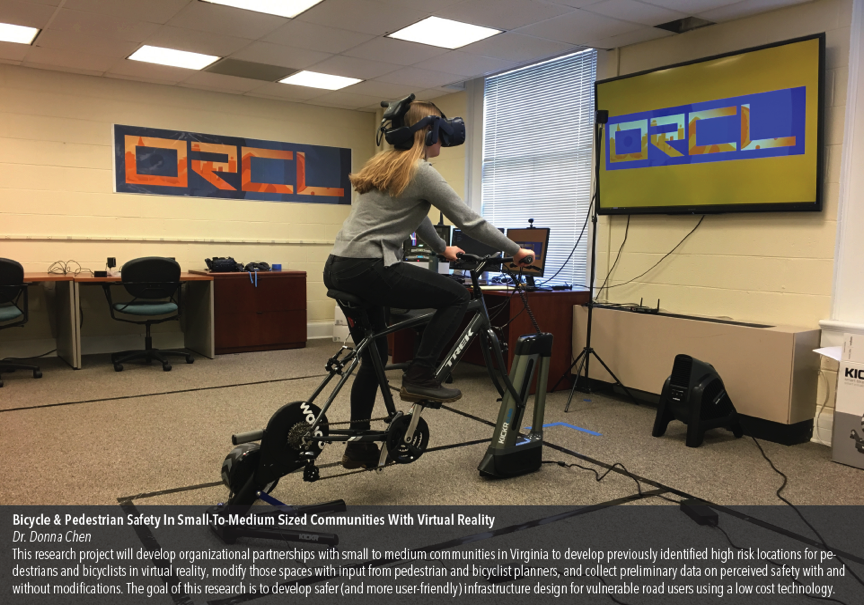 ORCL
ORCL
TREK
KICKR
KICKR
WAHOO
KIC
Bicycle & Pedestrian Safety In Small-To-Medium Sized Communities With Virtual Reality
Dr. Donna Chen
This research project will develop organizational partnerships with small to medium communities in Virginia to develop previously identified high risk locations for pe-
destrians and bicyclists in virtual reality, modify those spaces with input from pedestrian and bicyclist planners, and collect preliminary data on perceived safety with and
without modifications. The goal of this research is to develop safer (and more user-friendly) infrastructure design for vulnerable road users using a low cost technology.